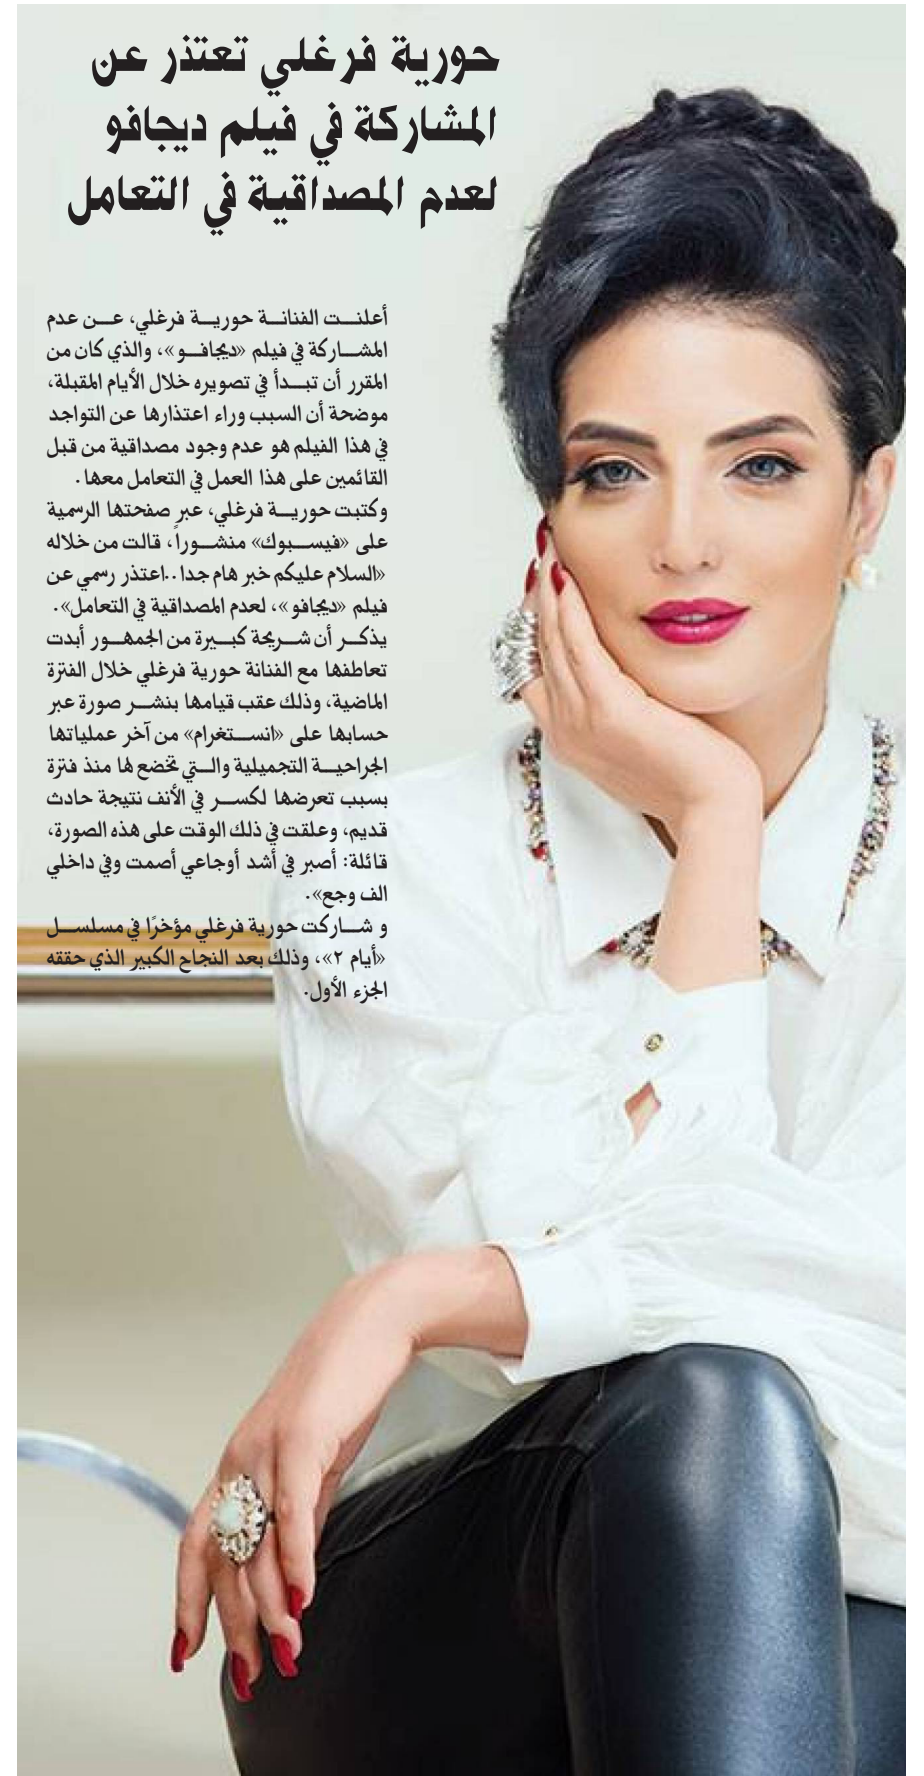 حورية فرغلي تعتذر عن
المشاركة في فيلم ديجافو
لعدم المصداقية في التعامل
أعلنت الفنانة حورية فرغلي، عن عدم
المشاركة في فيلم «ديجافو»، والذي كان من
المقرر أن تبدأ في تصويره خلال الأيام المقبلة،
موضحة أن السبب وراء اعتذارها عن التواجد
في هذا الفيلم هو عدم وجود مصداقية من قبل
القائمين على هذا العمل في التعامل معها.
وكتبت حورية فرغلي، عبر صفحتها الرسمية
على «فيسبوك» منشوراً، قالت من خلاله
«السلام عليكم خبر هام جدا..اعتذر رسمي عن
فيلم «ديجافو»، لعدم المصداقية في التعامل».
يذكر أن شريحة كبيرة من الجمهور أبدت
تعاطفها مع الفنانة حورية فرغلي خلال الفترة
الماضية، وذلك عقب قيامها بنشر صورة عبر
حسابها على «انستغرام» من آخر عملياتها
الجراحية التجميلية والتي تخضع لها منذ فترة
بسبب تعرضها لكسر في الأنف نتيجة حادث
قديم، وعلقت في ذلك الوقت على هذه الصورة،
قائلة: أصبر في أشد أوجاعي أصمت وفي داخلي
الف وجع».
و شاركت حورية فرغلي مؤخرًا في مسلسل
«أيام ٢»، وذلك بعد النجاح الكبير الذي حققه
الجزء الأول.